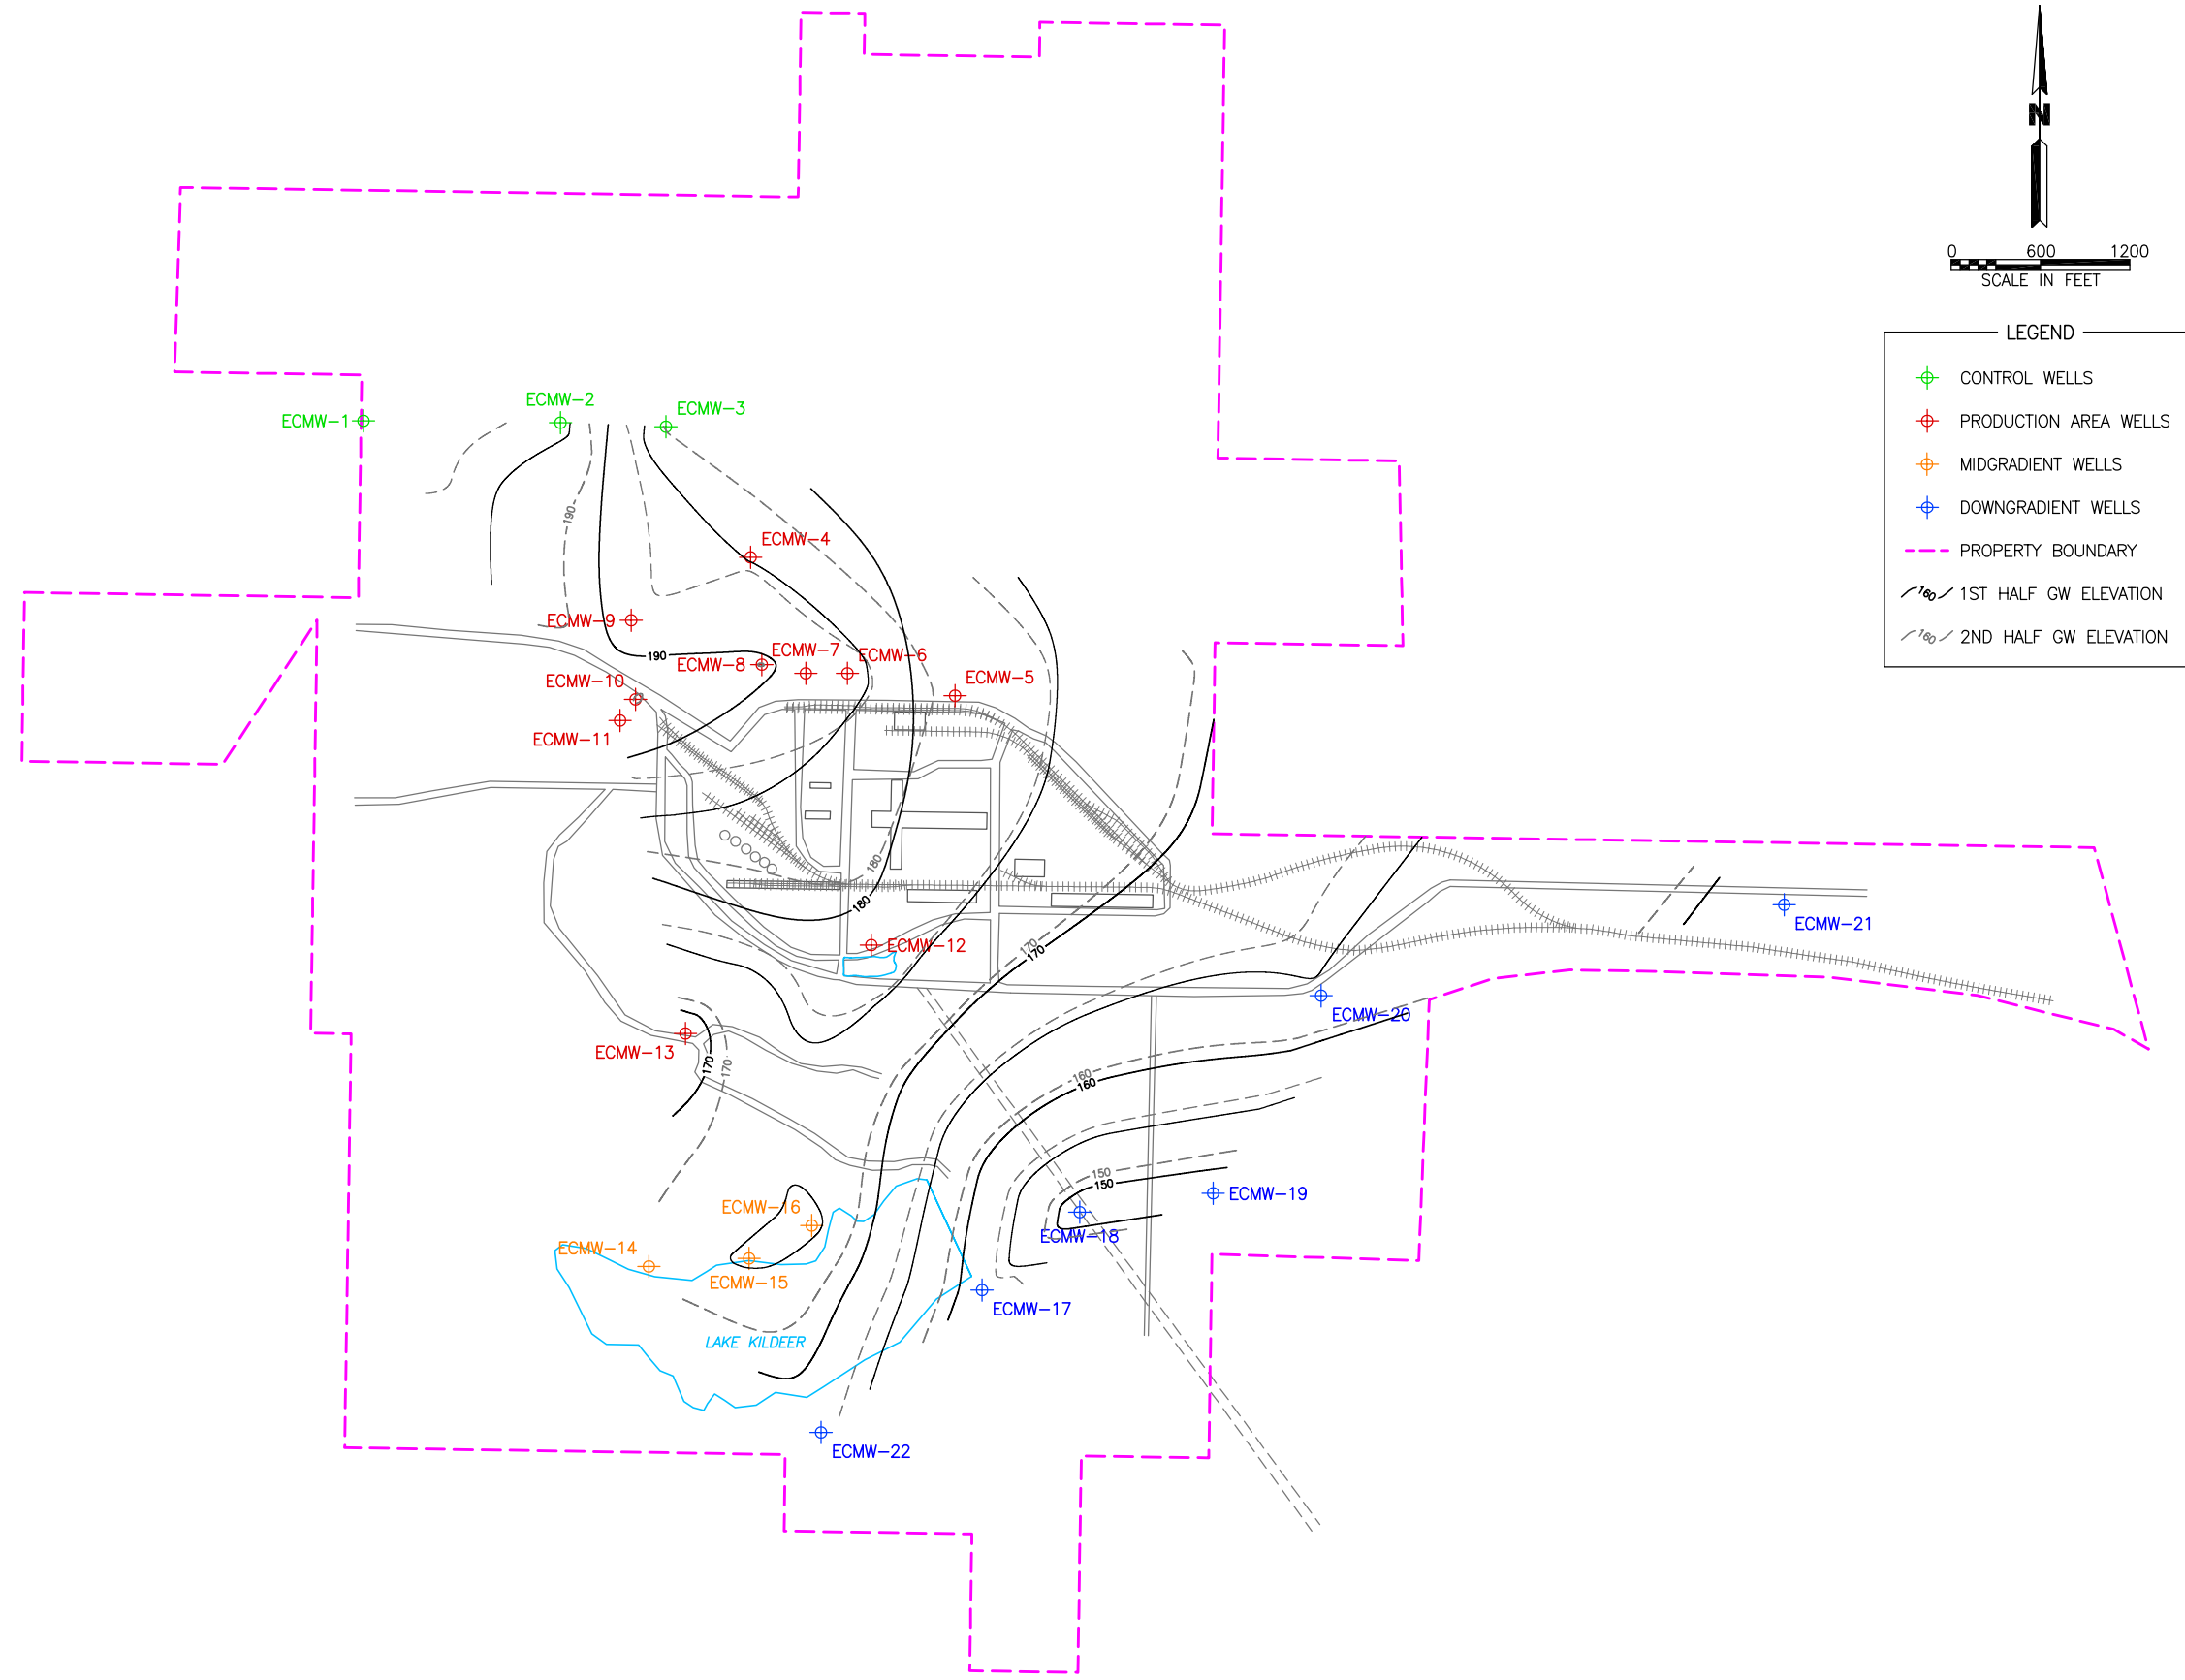 N
0 600 1200
SCALE IN FEET
LEGEND
CONTROL WELLS
PRODUCTION AREA WELLS
MIDGRADIENT WELLS
DOWNGRADIENT WELLS
PROPERTY BOUNDARY
160 1ST HALF GW ELEVATION
160 2ND HALF GW ELEVATION
ECMW-1
ECMW-2
ECMW-3
190
ECMW-4
ECMW-9
190
ECMW-8
ECMW-7
ECMW-6
ECMW-5
ECMW-10
ECMW-11
180
180
ECMW-12
170
170
ECMW-21
ECMW-20
ECMW-13
170
170
160
160
150
150
ECMW-19
ECMW-18
ECMW-16
ECMW-14
ECMW-15
ECMW-17
LAKE KILDEER
ECMW-22